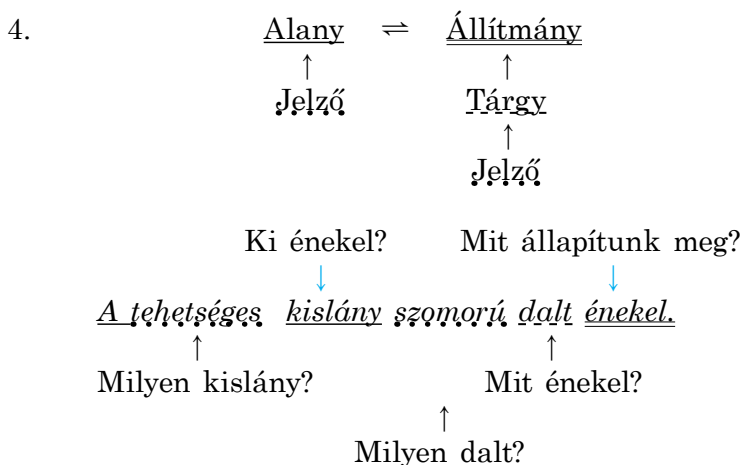 4. Alany ⇌ Állítmány
↑ ↑
Jelző Tárgy
↑
Jelző
Ki énekel? Mit állapítunk meg?
↓ ↓
A tehetséges kislány szomorú dalt énekel.
↑ ↑
Milyen kislány? Mit énekel?
↑
Milyen dalt?